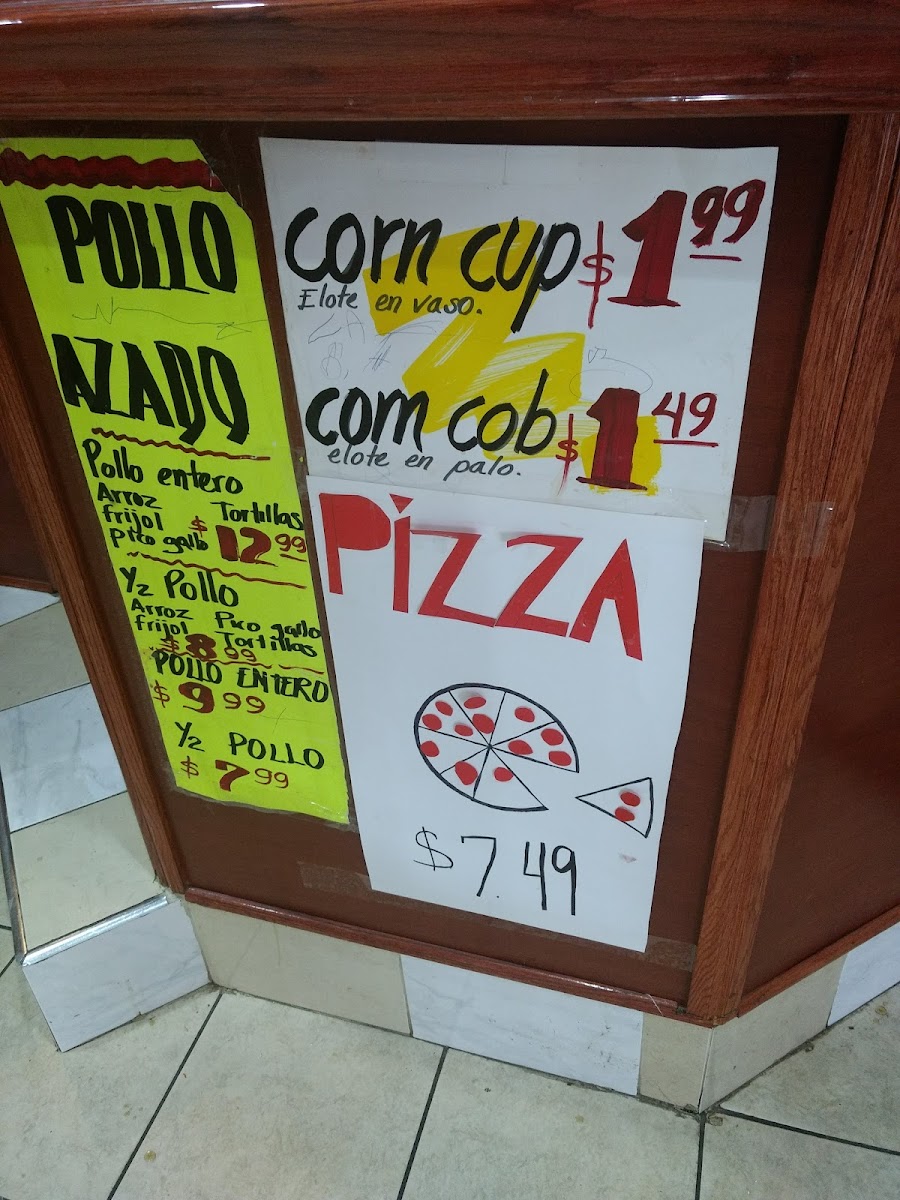 POLLO
AZADO
Pollo entero
Arroz Tortillas
frijol
Pico gallo $12.99
1/2 Pollo
Arroz Pico gallo
frijol Tortillas
$8.99
POLLO ENTERO
$9.99
1/2 POLLO
$7.99
corn cup $1.99
Elote en vaso.
corn cob $1.49
elote en palo.
PiZZA
$7.49